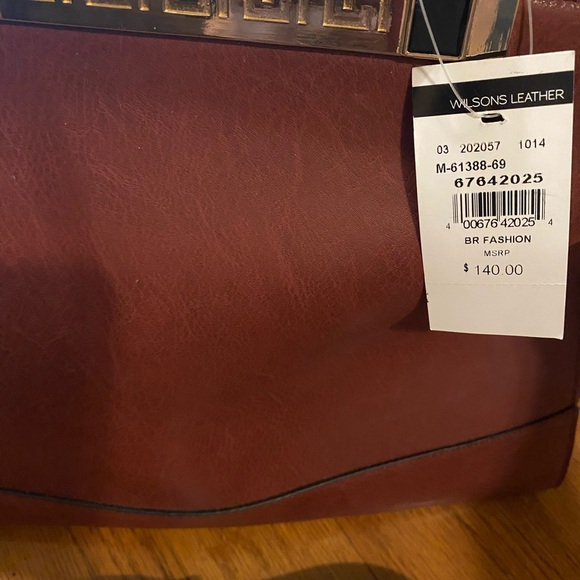 WILSONS LEATHER
03 202057 1014
M-61388-69
67642025
4 00676 42025 4
BR FASHION
MSRP
$ 140.00